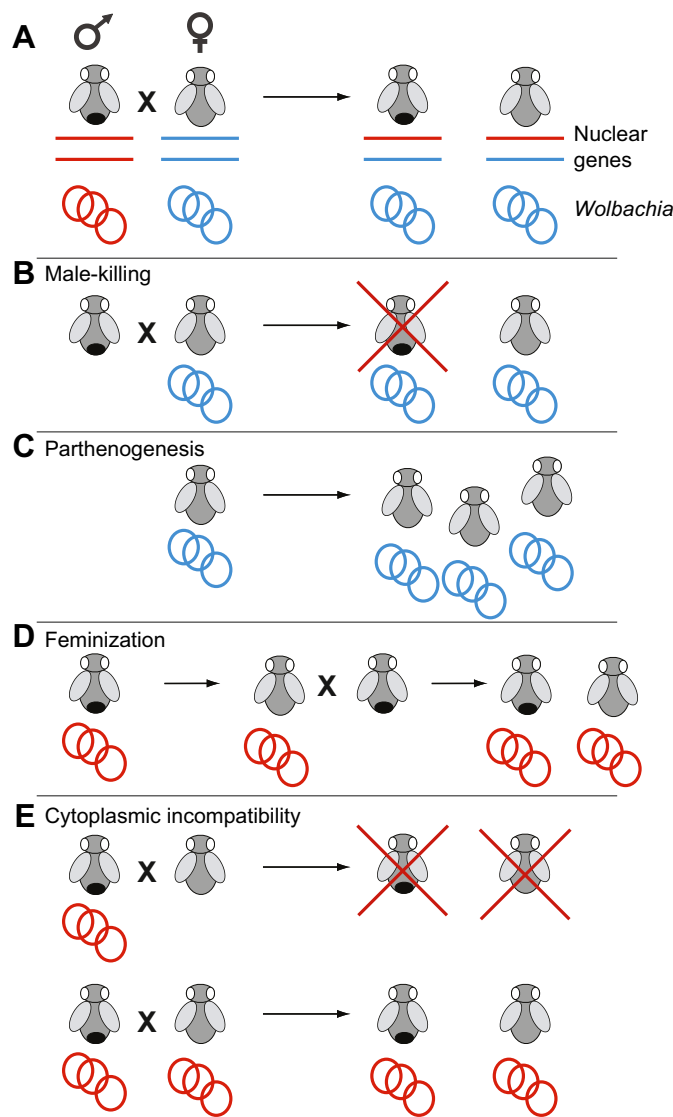 ♂ ♀
A
X
Nuclear
genes
Wolbachia
B Male-killing
X
C Parthenogenesis
D Feminization
X
E Cytoplasmic incompatibility
X
X